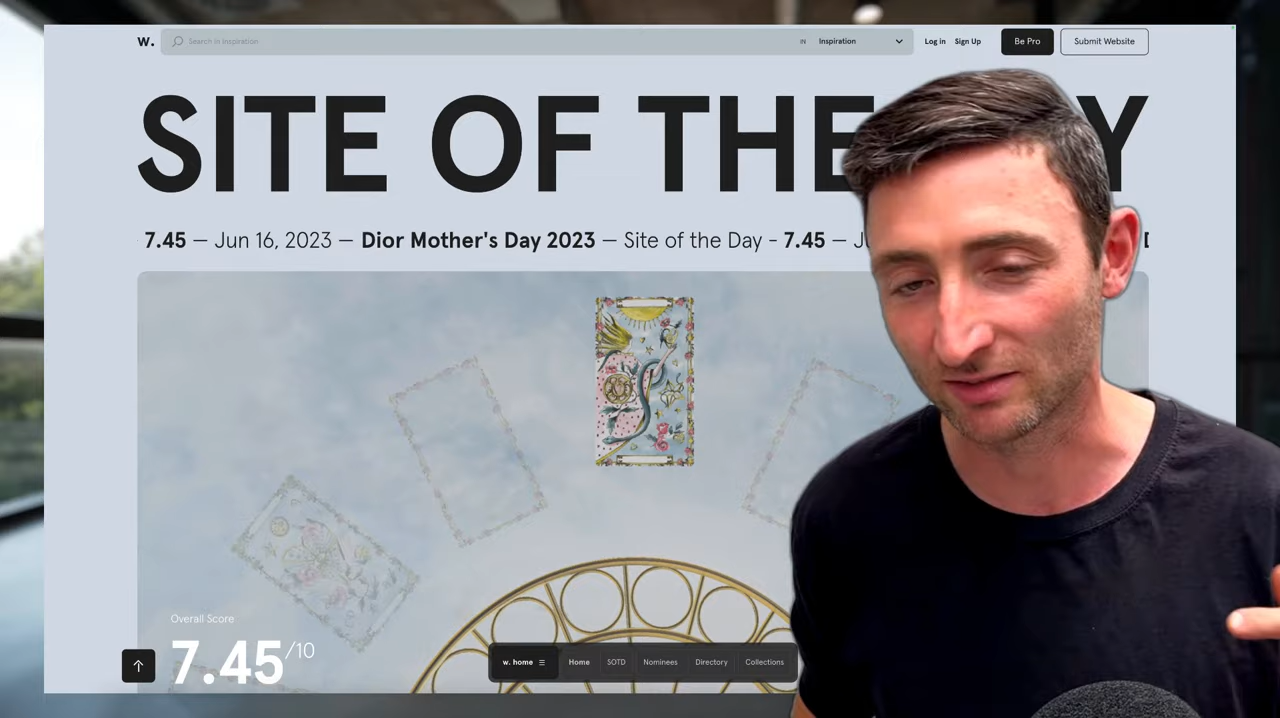 w.
Search in Inspiration
IN
Inspiration
Log in
Sign Up
Be Pro
Submit Website
SITE OF THE Y
7.45 — Jun 16, 2023 — Dior Mother's Day 2023 — Site of the Day - 7.45 — J
Overall Score
7.45/10
w. home
Home
SOTD
Nominees
Directory
Collections